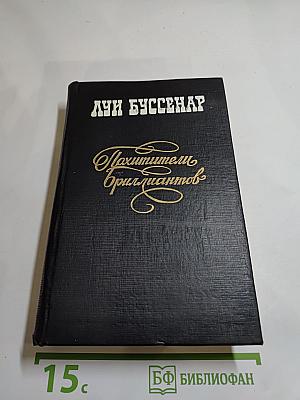 ЛУИ БУССЕНАР
Похитители
бриллиантов
15с
БФ БИБЛИОФАН